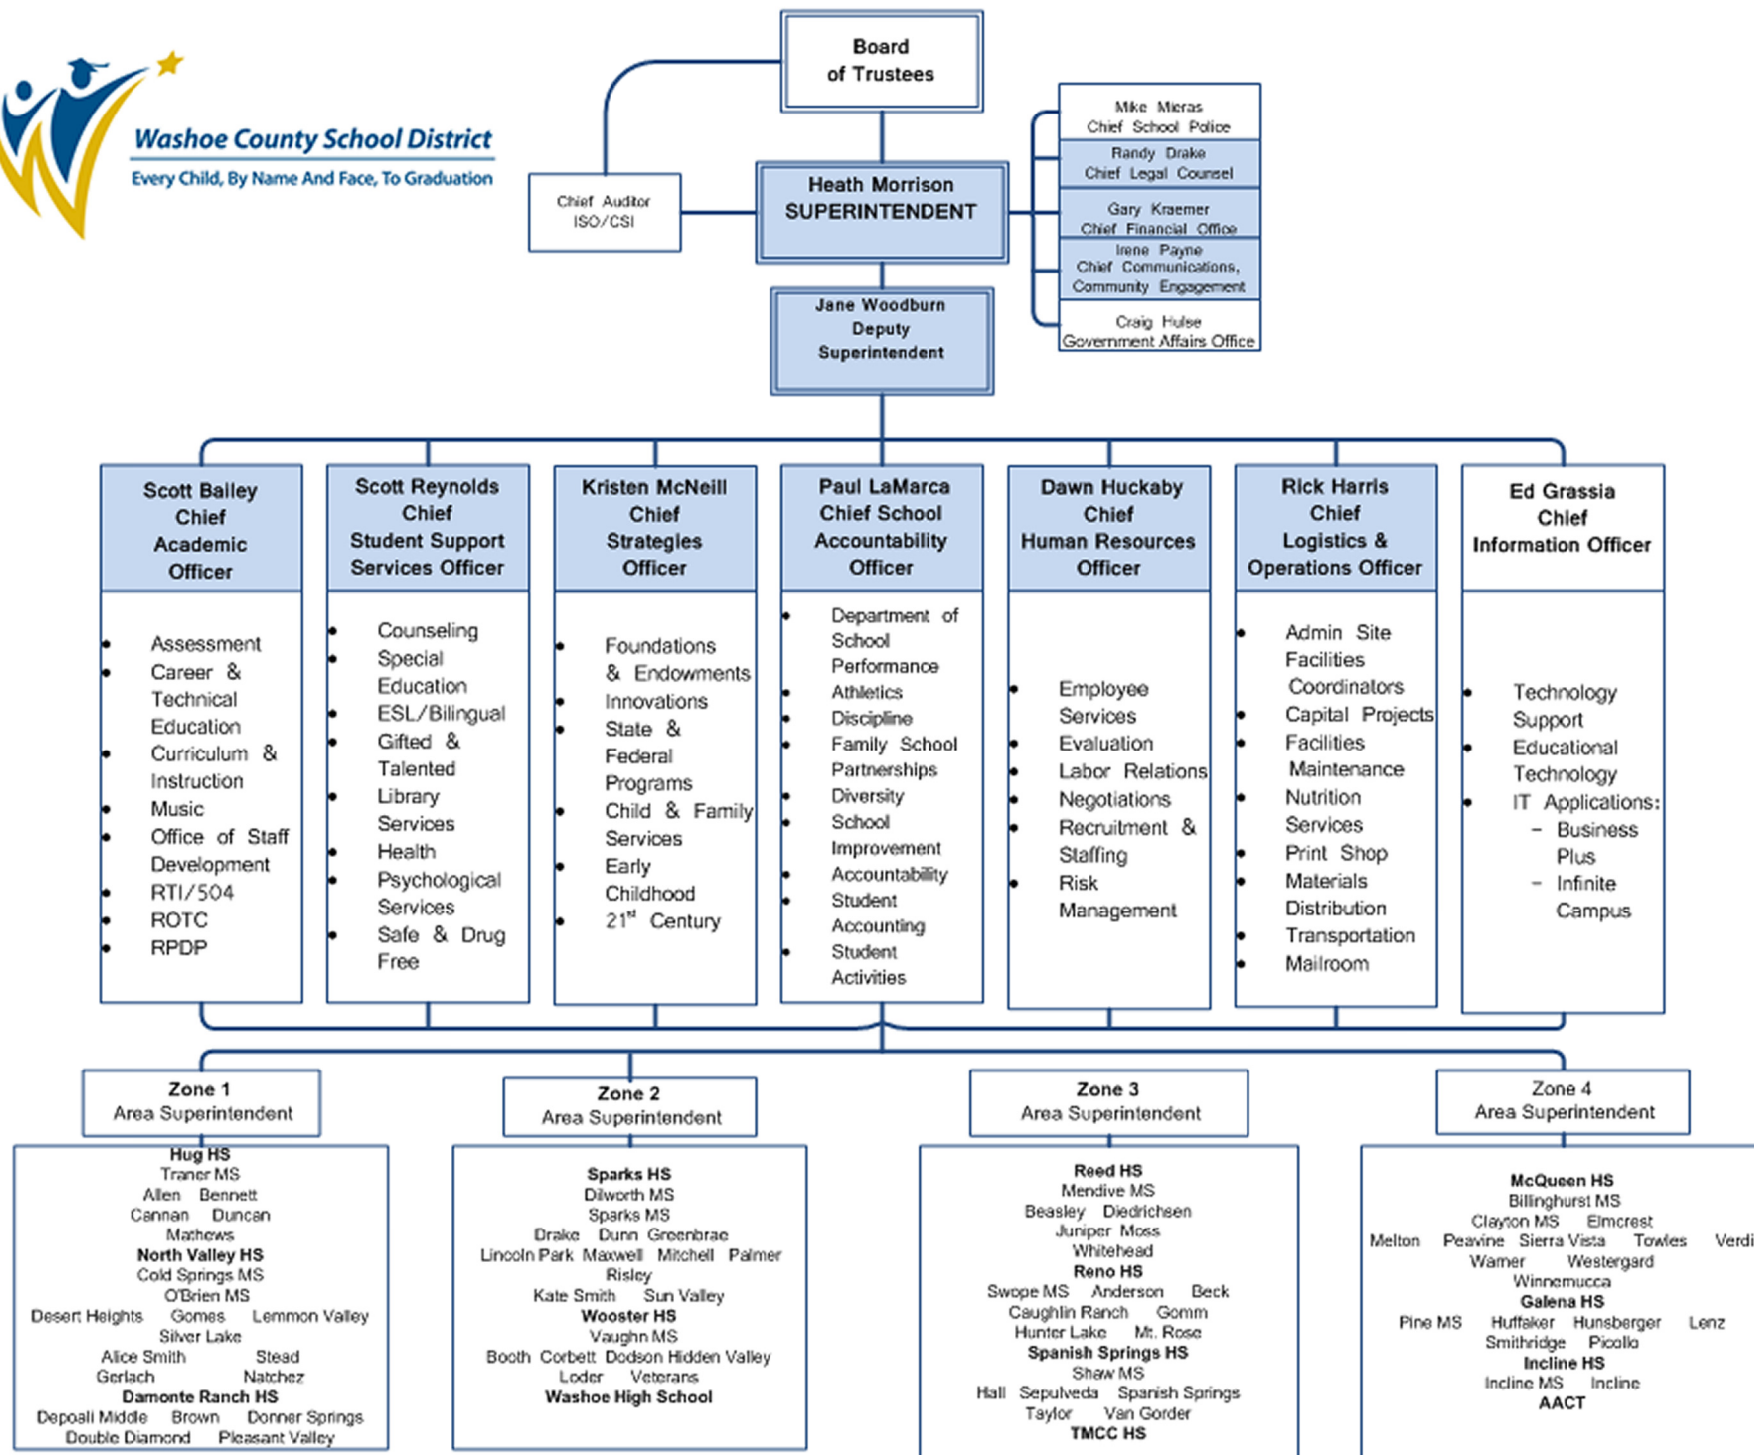 Board
of Trustees
Washoe County School District
Every Child, By Name And Face, To Graduation
Chief Auditor
ISO/CSI
Heath Morrison
SUPERINTENDENT
Mike Mieras
Chief School Police
Randy Drake
Chief Legal Counsel
Gary Kraemer
Chief Financial Office
Irene Payne
Chief Communications,
Community Engagement
Craig Hulse
Government Affairs Office
Jane Woodburn
Deputy
Superintendent
Scott Bailey
Chief
Academic
Officer
• Assessment
• Career &
Technical
Education
• Curriculum &
Instruction
• Music
• Office of Staff
Development
• RTI/504
• ROTC
• RPDP
Scott Reynolds
Chief
Student Support
Services Officer
• Counseling
• Special
Education
• ESL/Bilingual
• Gifted &
Talented
• Library
Services
• Health
• Psychological
Services
• Safe & Drug
Free
Kristen McNeill
Chief
Strategies
Officer
• Foundations
& Endowments
• Innovations
• State &
Federal
Programs
• Child & Family
Services
• Early
Childhood
• 21st Century
Paul LaMarca
Chief School
Accountability
Officer
• Department of
School
Performance
• Athletics
• Discipline
• Family School
Partnerships
• Diversity
• School
Improvement
• Accountability
• Student
Accounting
• Student
Activities
Dawn Huckaby
Chief
Human Resources
Officer
• Employee
Services
• Evaluation
• Labor Relations
• Negotiations
• Recruitment &
Staffing
• Risk
Management
Rick Harris
Chief
Logistics &
Operations Officer
• Admin Site
Facilities
Coordinators
• Capital Projects
• Facilities
Maintenance
• Nutrition
Services
• Print Shop
• Materials
Distribution
• Transportation
• Mailroom
Ed Grassia
Chief
Information Officer
• Technology
Support
• Educational
Technology
• IT Applications:
– Business
Plus
– Infinite
Campus
Zone 1
Area Superintendent
Hug HS
Traner MS
Allen Bennett
Cannan Duncan
Mathews
North Valley HS
Cold Springs MS
O'Brien MS
Desert Heights Gomes Lemmon Valley
Silver Lake
Alice Smith Stead
Gerlach Natchez
Damonte Ranch HS
Depoali Middle Brown Donner Springs
Double Diamond Pleasant Valley
Zone 2
Area Superintendent
Sparks HS
Dilworth MS
Sparks MS
Drake Dunn Greenbrae
Lincoln Park Maxwell Mitchell Palmer
Risley
Kate Smith Sun Valley
Wooster HS
Vaughn MS
Booth Corbett Dodson Hidden Valley
Loder Veterans
Washoe High School
Zone 3
Area Superintendent
Reed HS
Mendive MS
Beasley Diedrichsen
Juniper Moss
Whitehead
Reno HS
Swope MS Anderson Beck
Caughlin Ranch Gomm
Hunter Lake Mt. Rose
Spanish Springs HS
Shaw MS
Hall Sepulveda Spanish Springs
Taylor Van Gorder
TMCC HS
Zone 4
Area Superintendent
McQueen HS
Billinghurst MS
Clayton MS Elmcrest
Melton Peavine Sierra Vista Towles Verdi
Warner Westergard
Winnemucca
Galena HS
Pine MS Huffaker Hunsberger Lenz
Smithridge Picollo
Incline HS
Incline MS Incline
AACT